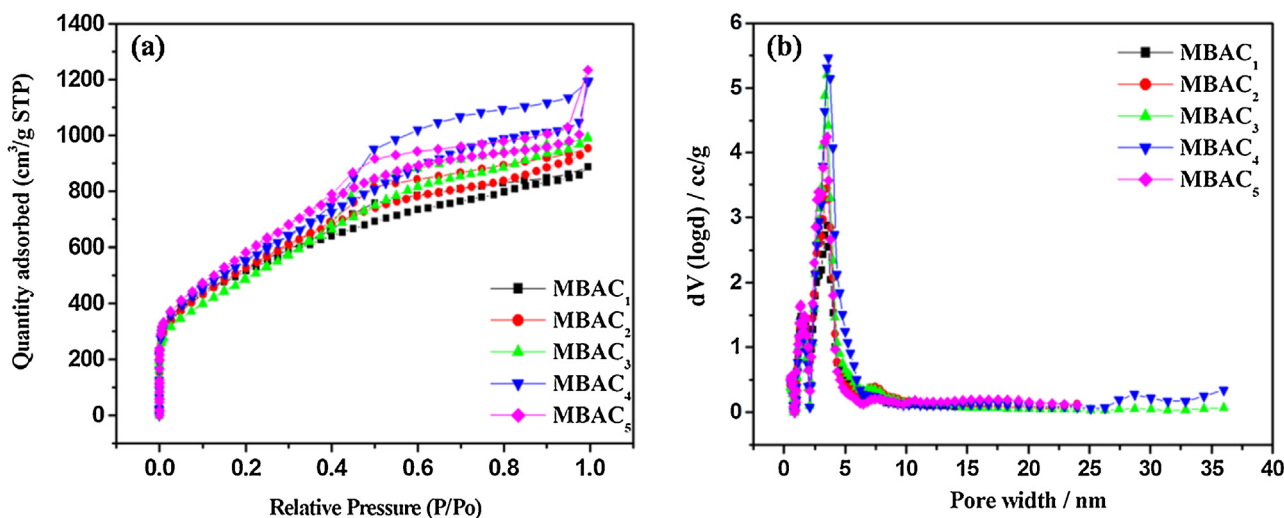 (a)
Quantity adsorbed (cm³/g STP)
1400
1200
1000
800
600
400
200
0
MBAC₁
MBAC₂
MBAC₃
MBAC₄
MBAC₅
0.0 0.2 0.4 0.6 0.8 1.0
Relative Pressure (P/Po)
(b)
dV (logd) / cc/g
6
5
4
3
2
1
0
MBAC₁
MBAC₂
MBAC₃
MBAC₄
MBAC₅
0 5 10 15 20 25 30 35 40
Pore width / nm